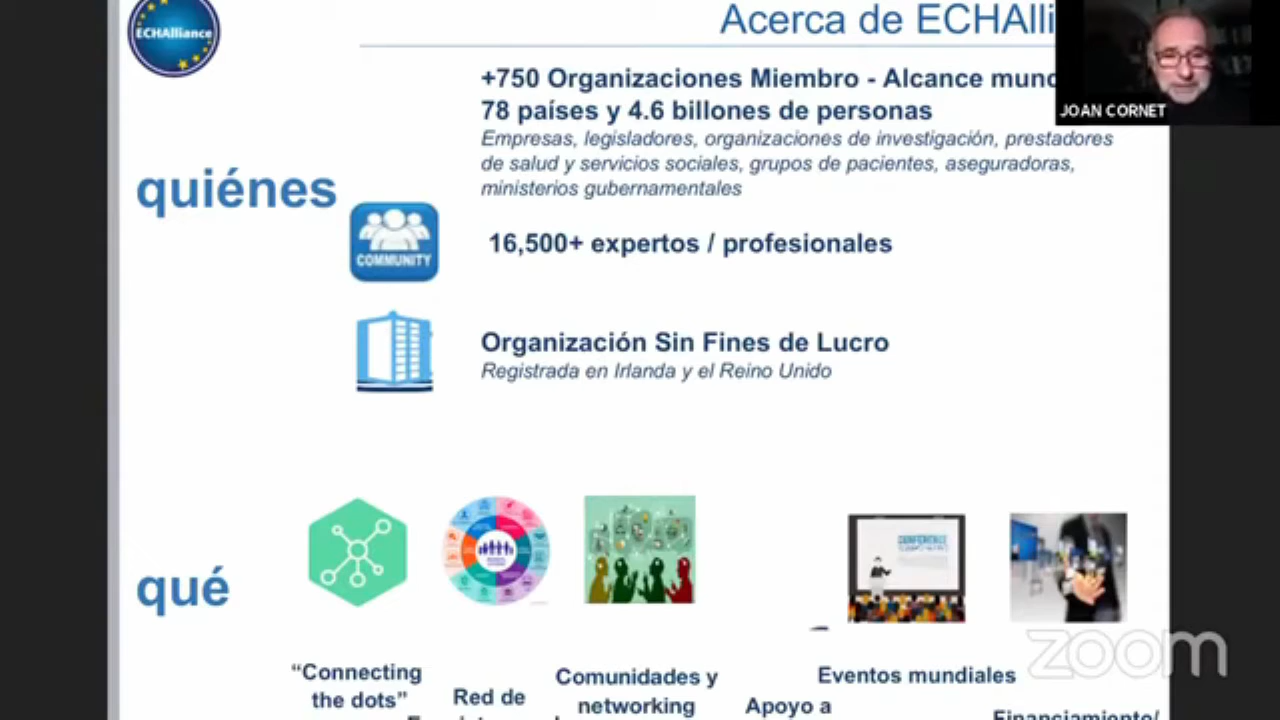 ECHAlliance
Acerca de ECHAlli
JOAN CORNET
+750 Organizaciones Miembro - Alcance mund
78 países y 4.6 billones de personas
Empresas, legisladores, organizaciones de investigación, prestadores
de salud y servicios sociales, grupos de pacientes, aseguradoras,
ministerios gubernamentales
quiénes
COMMUNITY
16,500+ expertos / profesionales
Organización Sin Fines de Lucro
Registrada en Irlanda y el Reino Unido
qué
CONFERENCE
zoom
“Connecting
the dots”
Red de
Comunidades y
networking
Apoyo a
Eventos mundiales
Financiamiento/